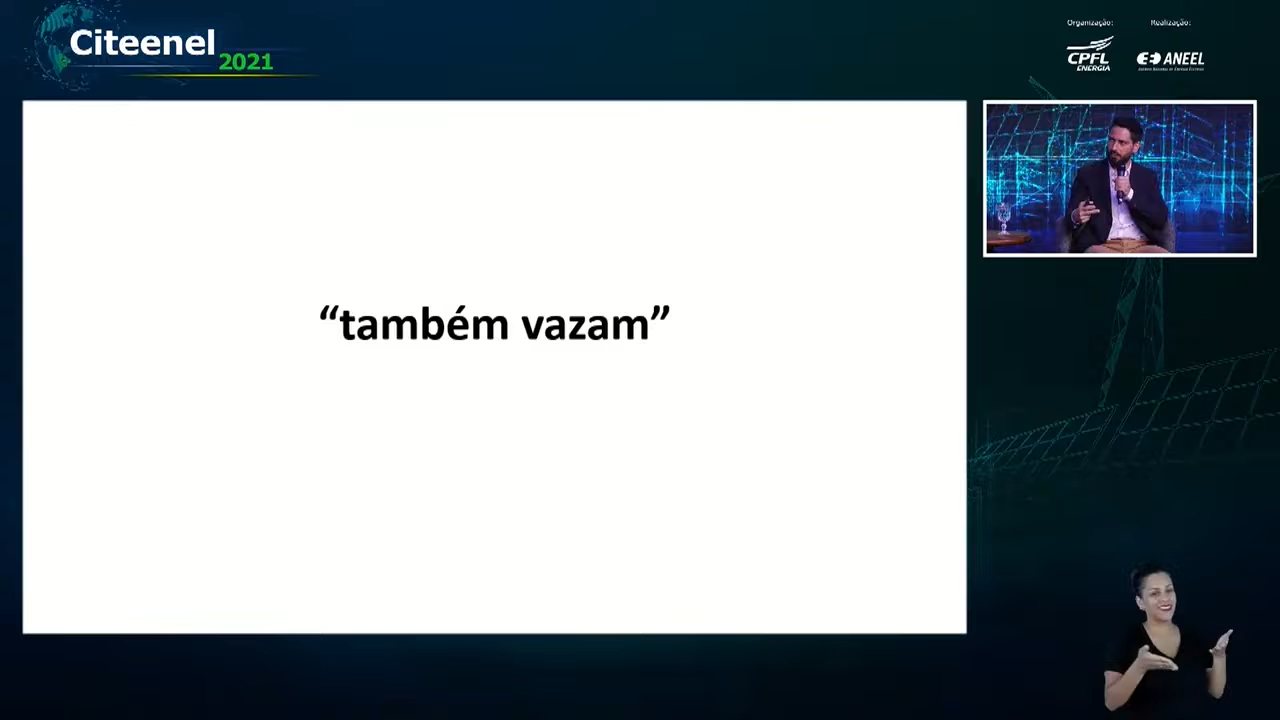 Citeenel
2021
Organização:
Realização:
CPFL
ENERGIA
ANEEL
“também vazam”